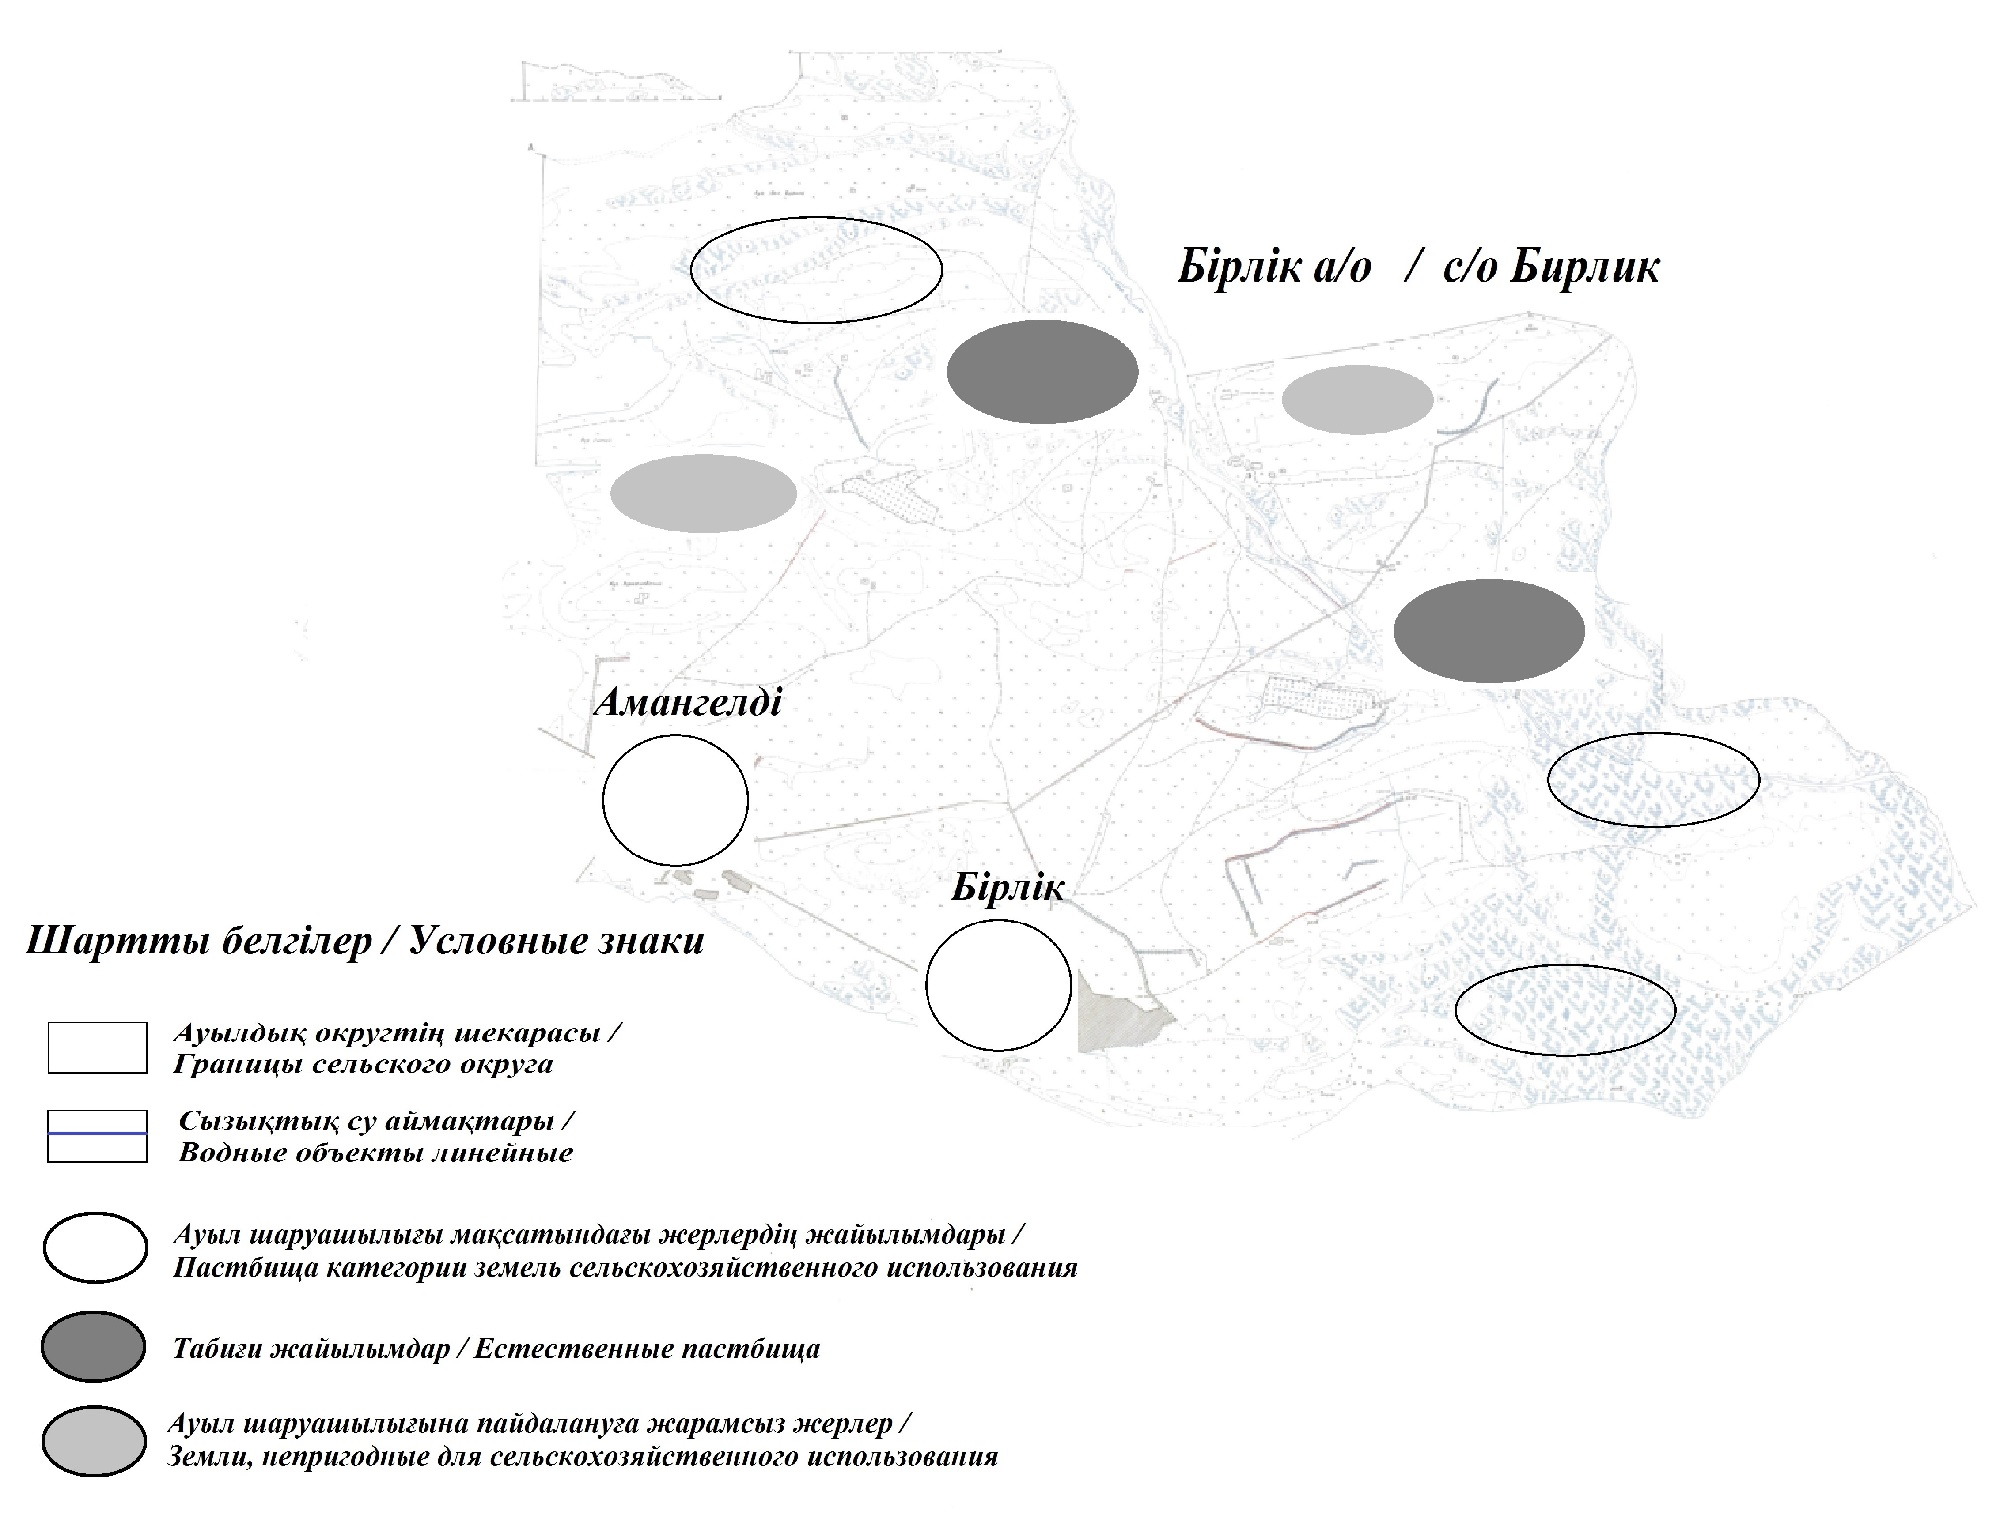 Бірлік а/о / с/о Бирлик
Амангелді
Бірлік
Шартты белгілер / Условные знаки
Ауылдық округтің шекарасы /
Границы сельского округа
Сызықтық су аймақтары /
Водные объекты линейные
Ауыл шаруашылығы мақсатындағы жерлердің жайылымдары /
Пастбища категории земель сельскохозяйственного использования
Табиғи жайылымдар / Естественные пастбища
Ауыл шаруашылығына пайдалануға жарамсыз жерлер /
Земли, непригодные для сельскохозяйственного использования